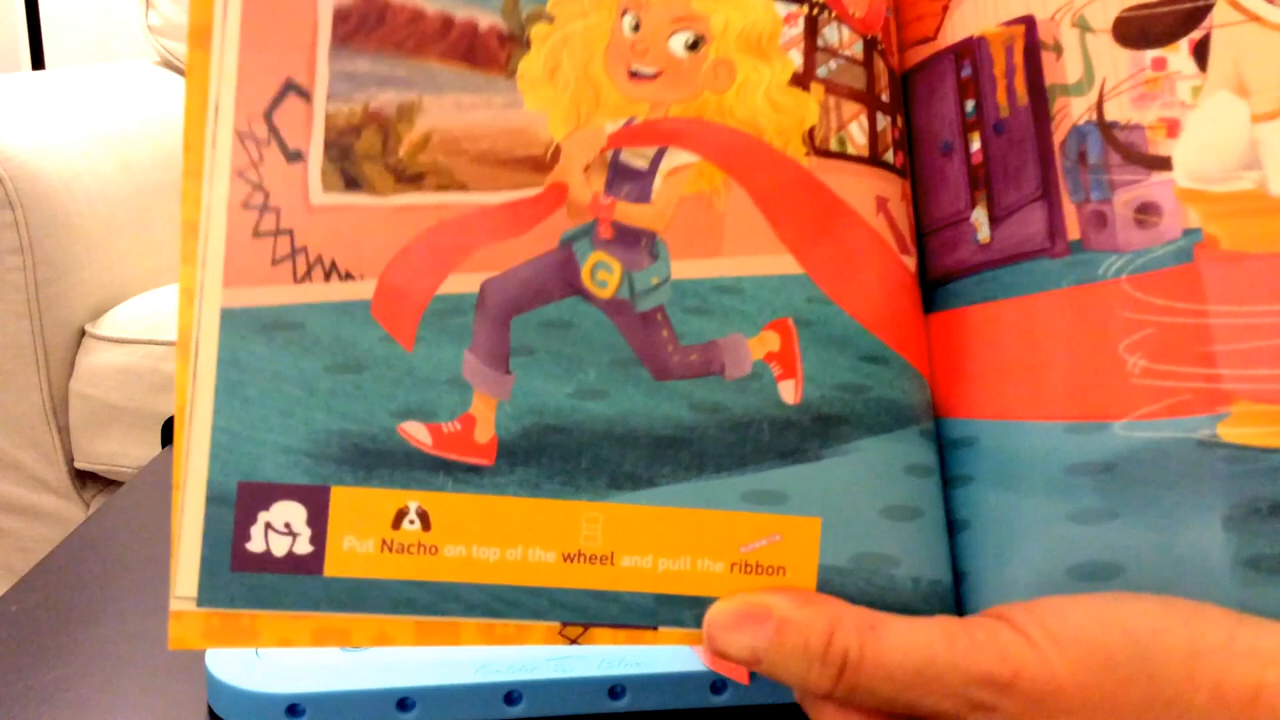 G
Put Nacho on top of the wheel and pull the ribbon